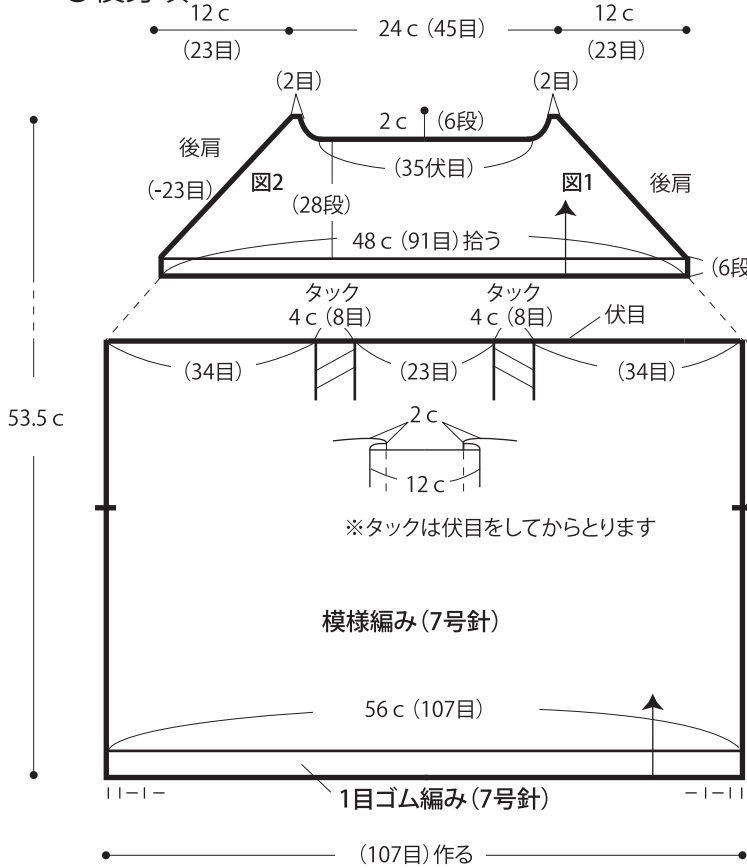 12 c
24 c (45目)
12 c
(23目)
(23目)
(2目)
(2目)
2 c (6段)
後肩
(35伏目)
後肩
(-23目)
図2
図1
(28段)
48 c (91目) 拾う
(6段
タック
タック
4 c (8目)
4 c (8目)
伏目
(34目)
(23目)
(34目)
53.5 c
2 c
12 c
※タックは伏目をしてからとります
模様編み (7号針)
56 c (107目)
1目ゴム編み (7号針)
(107目) 作る